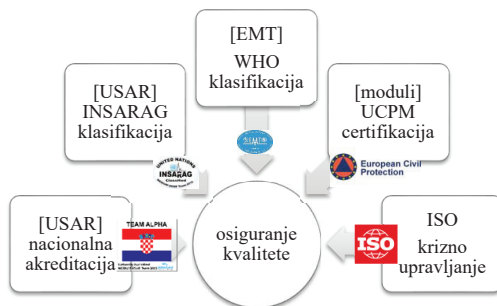 [EMT]
WHO
klasifikacija
[USAR]
INSARAG
klasifikacija
[moduli]
UCPM
certifikacija
UNITED NATIONS
INSARAG
Classified
European Civil
Protection
[USAR]
nacionalna
akreditacija
TEAM ALPHA
osiguranje
kvalitete
ISO
ISO
krizno
upravljanje